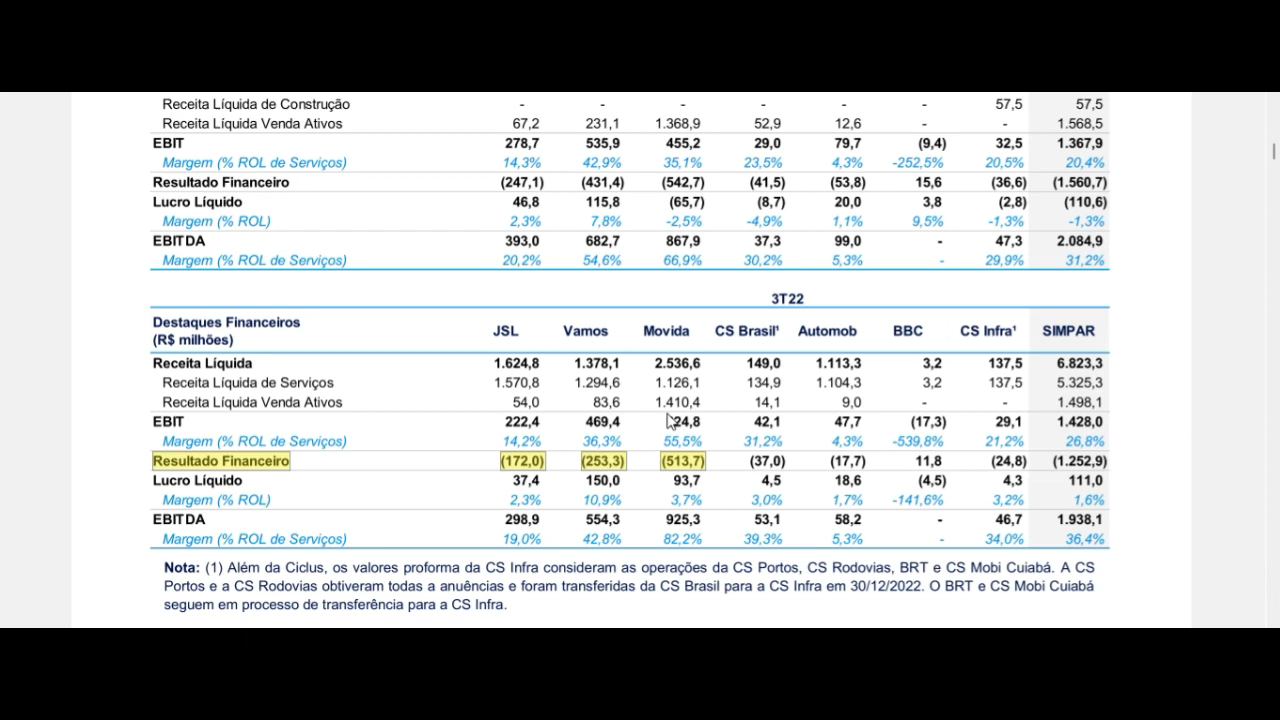 Receita Líquida de Construção - - - - - - 57,5 57,5
Receita Líquida Venda Ativos 67,2 231,1 1.368,9 52,9 12,6 - - 1.568,5
EBIT 278,7 535,9 455,2 29,0 79,7 (9,4) 32,5 1.367,9
Margem (% ROL de Serviços) 14,3% 42,9% 35,1% 23,5% 4,3% -252,5% 20,5% 20,4%
Resultado Financeiro (247,1) (431,4) (542,7) (41,5) (53,8) 15,6 (36,6) (1.560,7)
Lucro Líquido 46,8 115,8 (65,7) (8,7) 20,0 3,8 (2,8) (110,6)
Margem (% ROL) 2,3% 7,8% -2,5% -4,9% 1,1% 9,5% -1,3% -1,3%
EBITDA 393,0 682,7 867,9 37,3 99,0 - 47,3 2.084,9
Margem (% ROL de Serviços) 20,2% 54,6% 66,9% 30,2% 5,3% - 29,9% 31,2%
3T22
Destaques Financeiros
(R$ milhões) JSL Vamos Movida CS Brasil¹ Automob BBC CS Infra¹ SIMPAR
Receita Líquida 1.624,8 1.378,1 2.536,6 149,0 1.113,3 3,2 137,5 6.823,3
Receita Líquida de Serviços 1.570,8 1.294,6 1.126,1 134,9 1.104,3 3,2 137,5 5.325,3
Receita Líquida Venda Ativos 54,0 83,6 1.410,4 14,1 9,0 - - 1.498,1
EBIT 222,4 469,4 24,8 42,1 47,7 (17,3) 29,1 1.428,0
Margem (% ROL de Serviços) 14,2% 36,3% 55,5% 31,2% 4,3% -539,8% 21,2% 26,8%
Resultado Financeiro (172,0) (253,3) (513,7) (37,0) (17,7) 11,8 (24,8) (1.252,9)
Lucro Líquido 37,4 150,0 93,7 4,5 18,6 (4,5) 4,3 111,0
Margem (% ROL) 2,3% 10,9% 3,7% 3,0% 1,7% -141,6% 3,2% 1,6%
EBITDA 298,9 554,3 925,3 53,1 58,2 - 46,7 1.938,1
Margem (% ROL de Serviços) 19,0% 42,8% 82,2% 39,3% 5,3% - 34,0% 36,4%
Nota: (1) Além da Ciclus, os valores proforma da CS Infra consideram as operações da CS Portos, CS Rodovias, BRT e CS Mobi Cuiabá. A CS
Portos e a CS Rodovias obtiveram todas a anuências e foram transferidas da CS Brasil para a CS Infra em 30/12/2022. O BRT e CS Mobi Cuiabá
seguem em processo de transferência para a CS Infra.